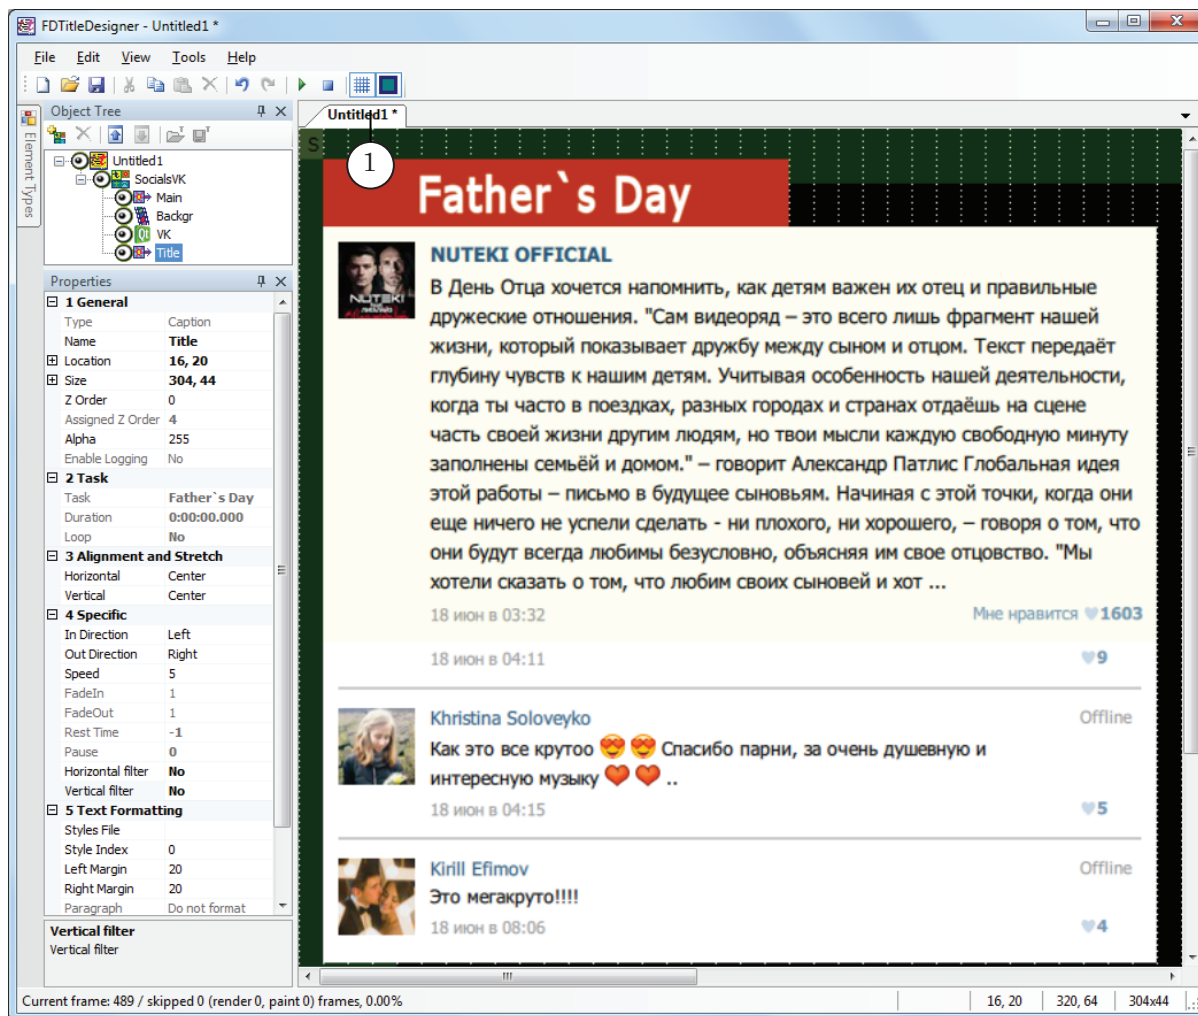 FDTitleDesigner - Untitled1 *
File Edit View Tools Help
Element Types
Object Tree
Untitled1
SocialsVK
Main
Backgr
Qt VK
Title
Properties
1 General
Type Caption
Name Title
Location 16, 20
Size 304, 44
Z Order 0
Assigned Z Order 4
Alpha 255
Enable Logging No
2 Task
Task Father`s Day
Duration 0:00:00.000
Loop No
3 Alignment and Stretch
Horizontal Center
Vertical Center
4 Specific
In Direction Left
Out Direction Right
Speed 5
FadeIn 1
FadeOut 1
Rest Time -1
Pause 0
Horizontal filter No
Vertical filter No
5 Text Formatting
Styles File
Style Index 0
Left Margin 20
Right Margin 20
Paragraph Do not format
Vertical filter
Vertical filter
Untitled1 *
1
S
Father`s Day
NUTEKI
NUTEKI OFFICIAL
В День Отца хочется напомнить, как детям важен их отец и правильные
дружеские отношения. "Сам видеоряд – это всего лишь фрагмент нашей
жизни, который показывает дружбу между сыном и отцом. Текст передаёт
глубину чувств к нашим детям. Учитывая особенность нашей деятельности,
когда ты часто в поездках, разных городах и странах отдаёшь на сцене
часть своей жизни другим людям, но твои мысли каждую свободную минуту
заполнены семьёй и домом." – говорит Александр Патлис Глобальная идея
этой работы – письмо в будущее сыновьям. Начиная с этой точки, когда они
еще ничего не успели сделать - ни плохого, ни хорошего, – говоря о том, что
они будут всегда любимы безусловно, объясняя им свое отцовство. "Мы
хотели сказать о том, что любим своих сыновей и хот ...
18 июн в 03:32 Мне нравится 1603
18 июн в 04:11 9
Khristina Soloveyko Offline
Как это все крутоо 😍 😍 Спасибо парни, за очень душевную и
интересную музыку ❤ ❤ ..
18 июн в 04:15 5
Kirill Efimov Offline
Это мегакруто!!!!
18 июн в 08:06 4
Current frame: 489 / skipped 0 (render 0, paint 0) frames, 0.00% 16, 20 320, 64 304x44